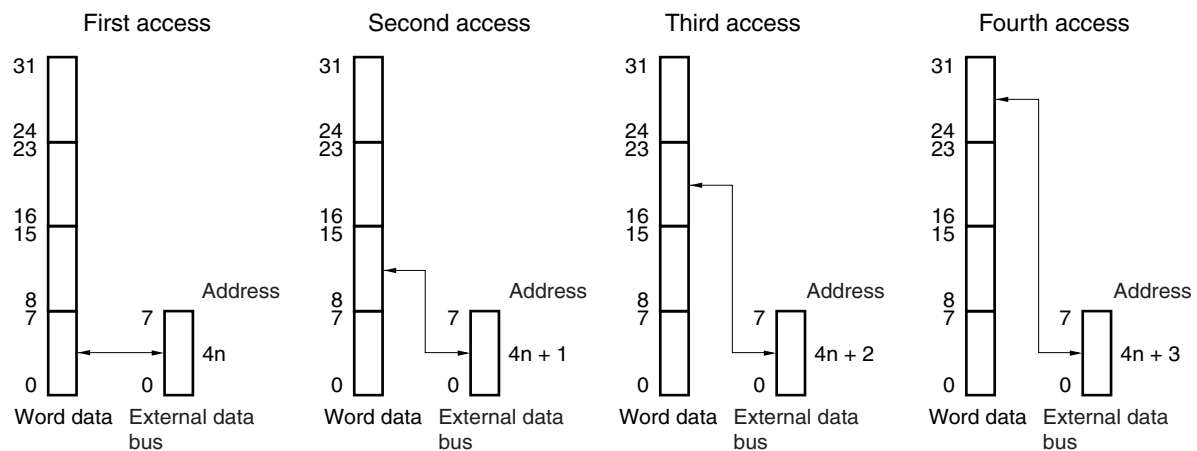 First access
31
24
23
16
15
8
7
0
Address
7
4n
0
Word data
External data
bus
Second access
31
24
23
16
15
8
7
0
Address
7
4n + 1
0
Word data
External data
bus
Third access
31
24
23
16
15
8
7
0
Address
7
4n + 2
0
Word data
External data
bus
Fourth access
31
24
23
16
15
8
7
0
Address
7
4n + 3
0
Word data
External data
bus